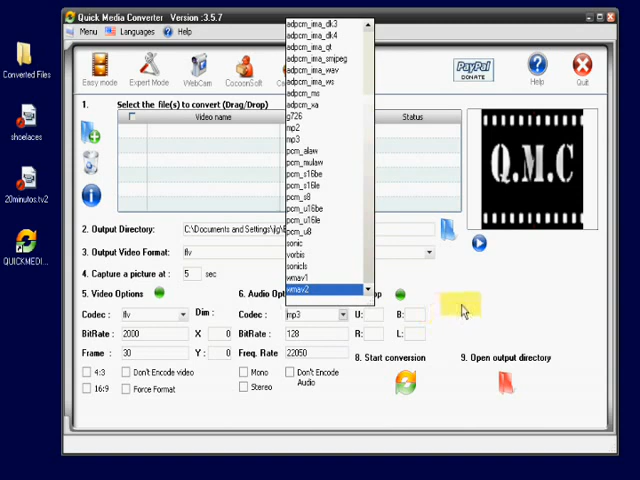 Quick Media Converter Version :3.5.7
Menu Languages Help
Easy mode Expert Mode WebCam CocoonSoft PayPal DONATE Help Quit
Converted Files
shoelaces
20minutos.tv2
QUICKMEDI...
adpcm_ima_dk3
adpcm_ima_dk4
adpcm_ima_qt
adpcm_ima_smjpeg
adpcm_ima_wav
adpcm_ima_ws
adpcm_ms
adpcm_xa
g726
mp2
mp3
pcm_alaw
pcm_mulaw
pcm_s16be
pcm_s16le
pcm_s8
pcm_u16be
pcm_u16le
pcm_u8
sonic
vorbis
sonicls
wmav1
wmav2
1. Select the file(s) to convert (Drag/Drop)
Video name Status
Q.M.C
2. Output Directory: C:\Documents and Settings\jlg\
3. Output Video Format: flv
4. Capture a picture at : 5 sec
5. Video Options 6. Audio
Codec : flv Dim : Codec : mp3 U: B:
BitRate : 2000 X 0 BitRate : 128 R: L:
Frame : 30 Y : 0 Freq. Rate 22050
8. Start conversion 9. Open output directory
4:3 Don't Encode video Mono Don't Encode Audio
16:9 Force Format Stereo